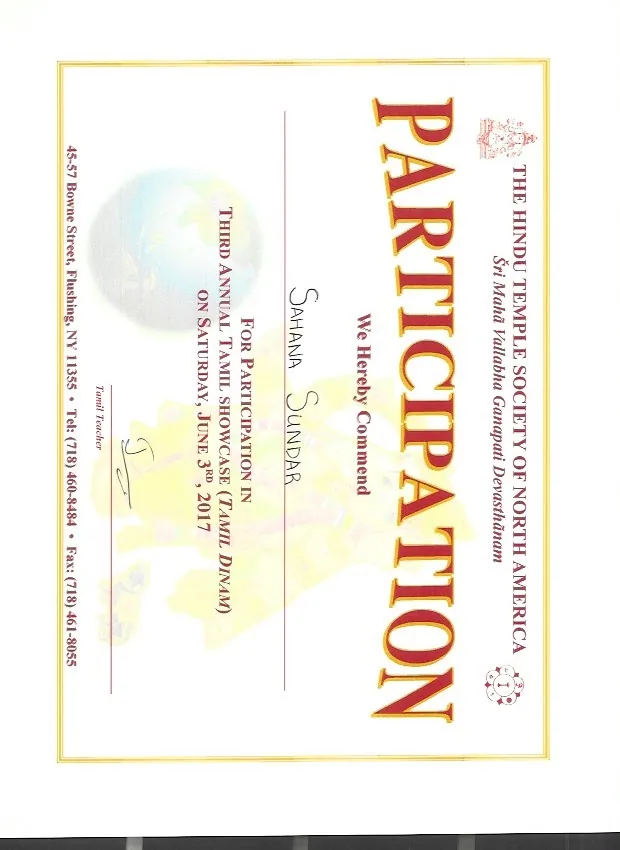 THE HINDU TEMPLE SOCIETY OF NORTH AMERICA
Śri Mahā Vallabha Ganapati Devasthānam
PARTICIPATION
We Hereby Commend
SAHANA SUNDAR
FOR PARTICIPATION IN
THIRD ANNUAL TAMIL SHOWCASE (TAMIL DINAM)
ON SATURDAY, JUNE 3RD, 2017
Tamil Teacher
45-57 Bowne Street, Flushing, NY 11355 • Tel: (718) 460-8484 • Fax: (718) 461-8055